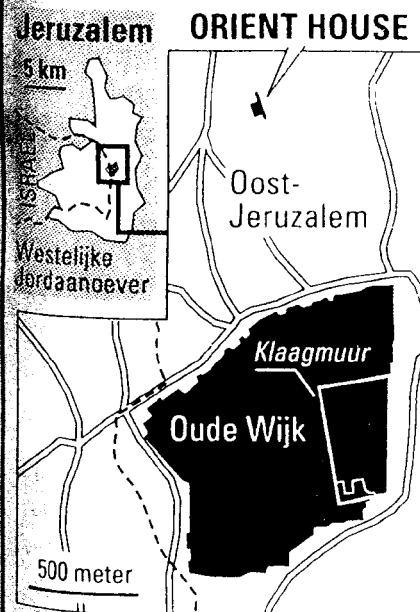 Jeruzalem
5 km
ISRAËL
Westelijke
Jordaanoever
ORIENT HOUSE
Oost-
Jeruzalem
Klaagmuur
Oude Wijk
500 meter